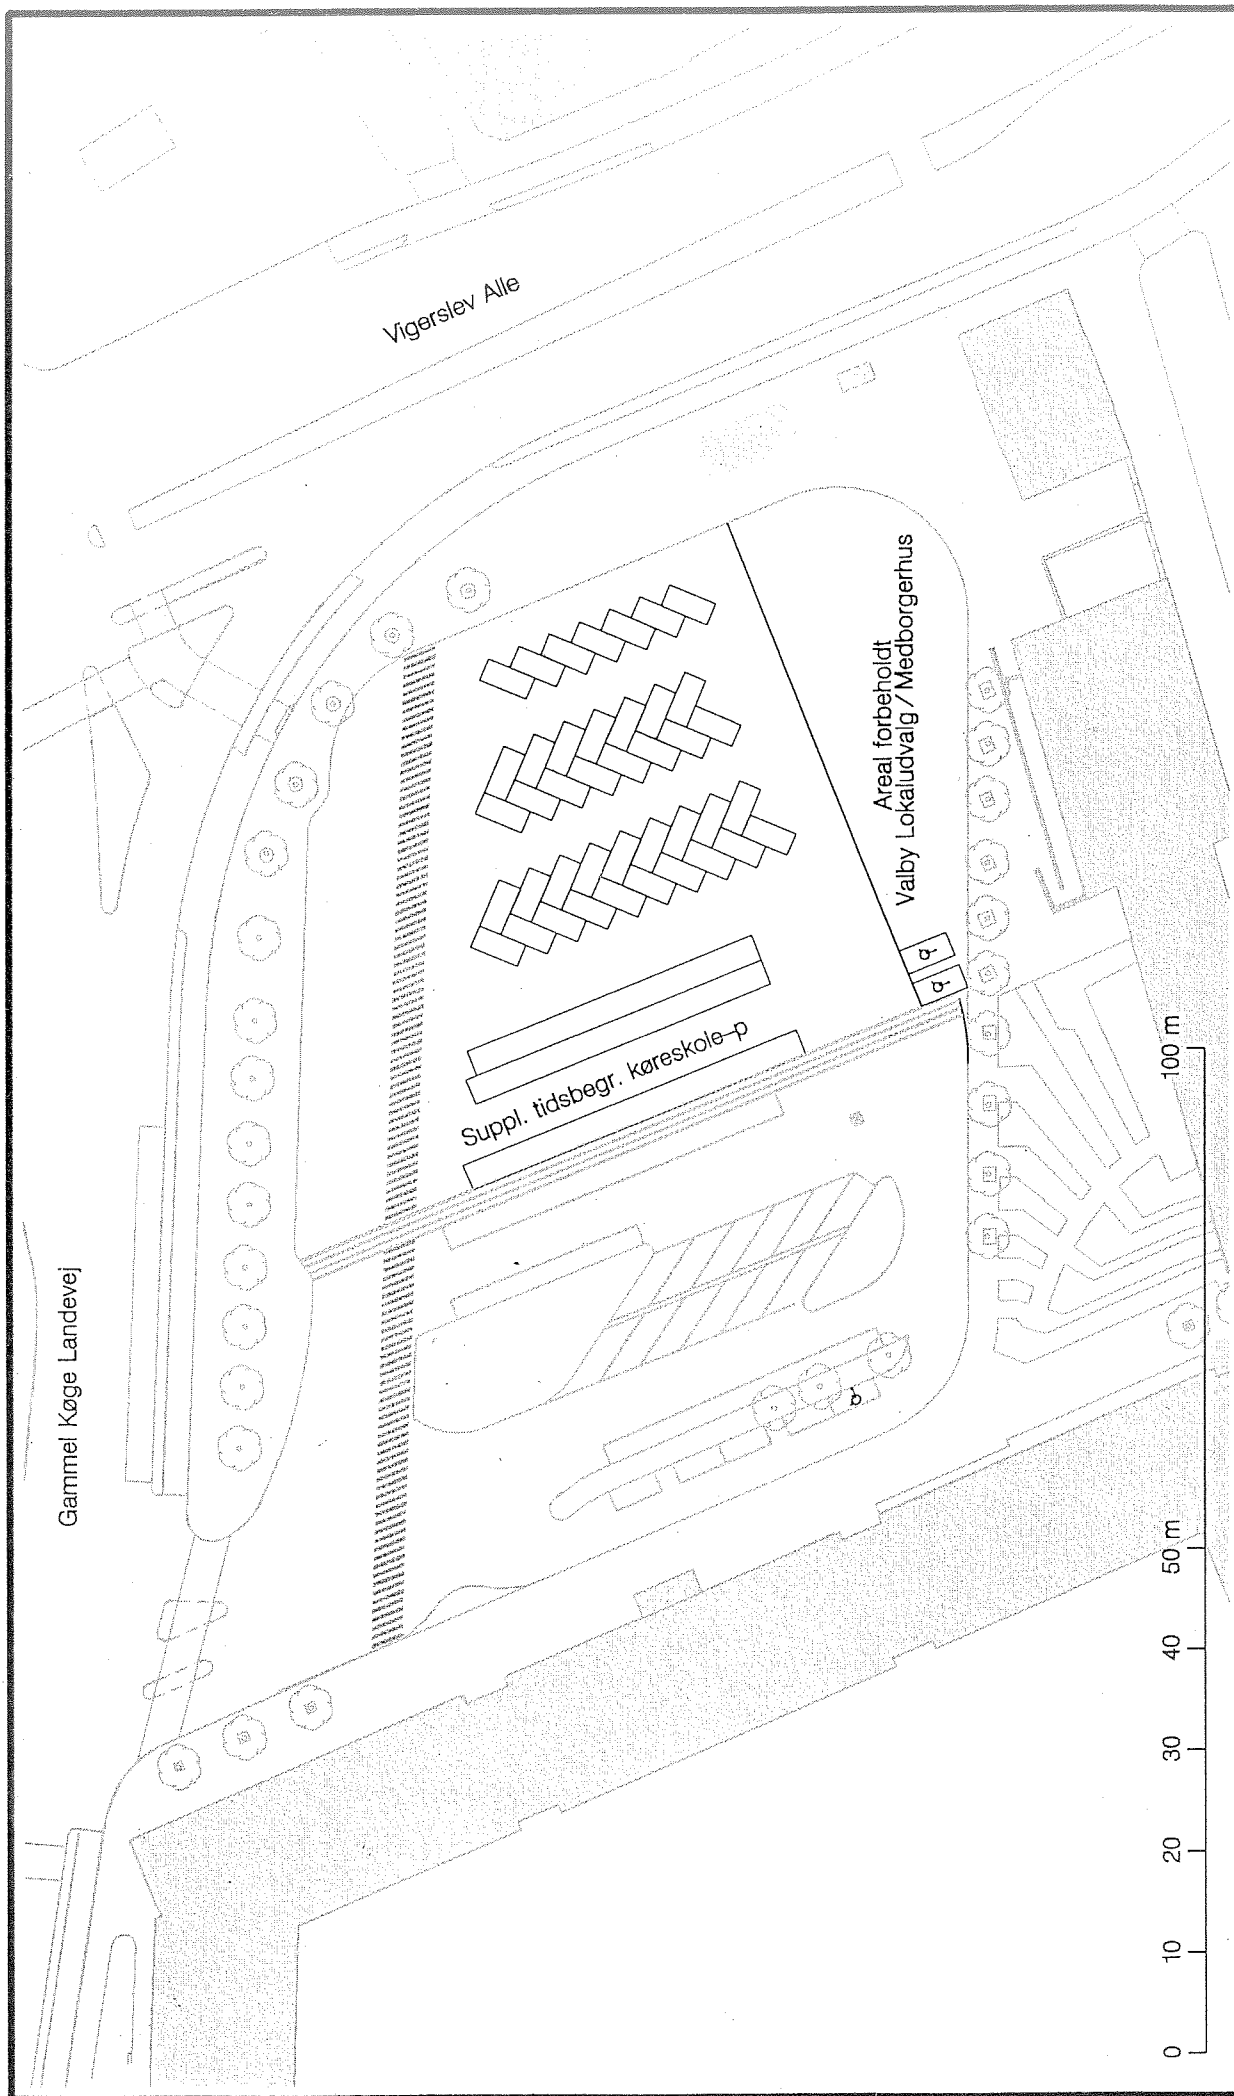 Gammel Køge Landevej
Vigerslev Alle
Suppl. tidsbegr. køreskole-p
Areal forbeholdt
Valby Lokaludvalg / Medborgerhus
0 10 20 30 40 50 m 100 m